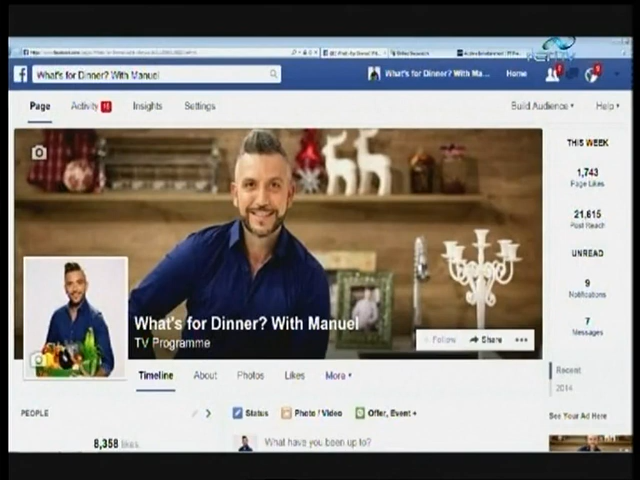 What's for Dinner? With Manuel
What's for Dinner? With Ma...
Home
Page
Activity
Insights
Settings
Build Audience
Help
THIS WEEK
1,743
Page Likes
21,615
Post Reach
UNREAD
9
Notifications
7
Messages
What's for Dinner? With Manuel
TV Programme
Follow
Share
Timeline
About
Photos
Likes
More
Recent
2014
PEOPLE
Status
Photo / Video
Offer, Event +
See Your Ad Here
8,358 likes
What have you been up to?